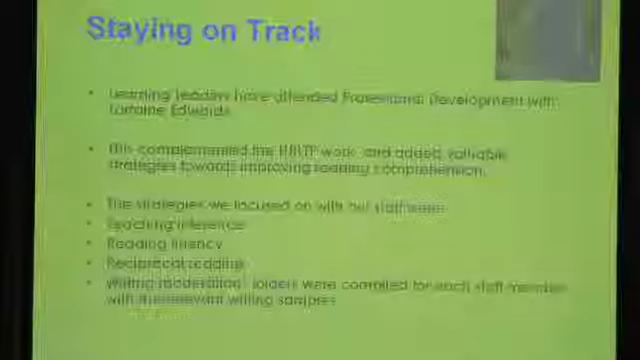 Staying on Track
Learning Leaders have attended Professional Development with
Lorraine Edwards
This complemented the work and added valuable
strategies towards improving reading comprehension.
The strategies we focused on with our staff were:
Teaching inference
Reading fluency
Reciprocal reading
Writing moderation folders were compiled for each staff member
with the relevant writing samples